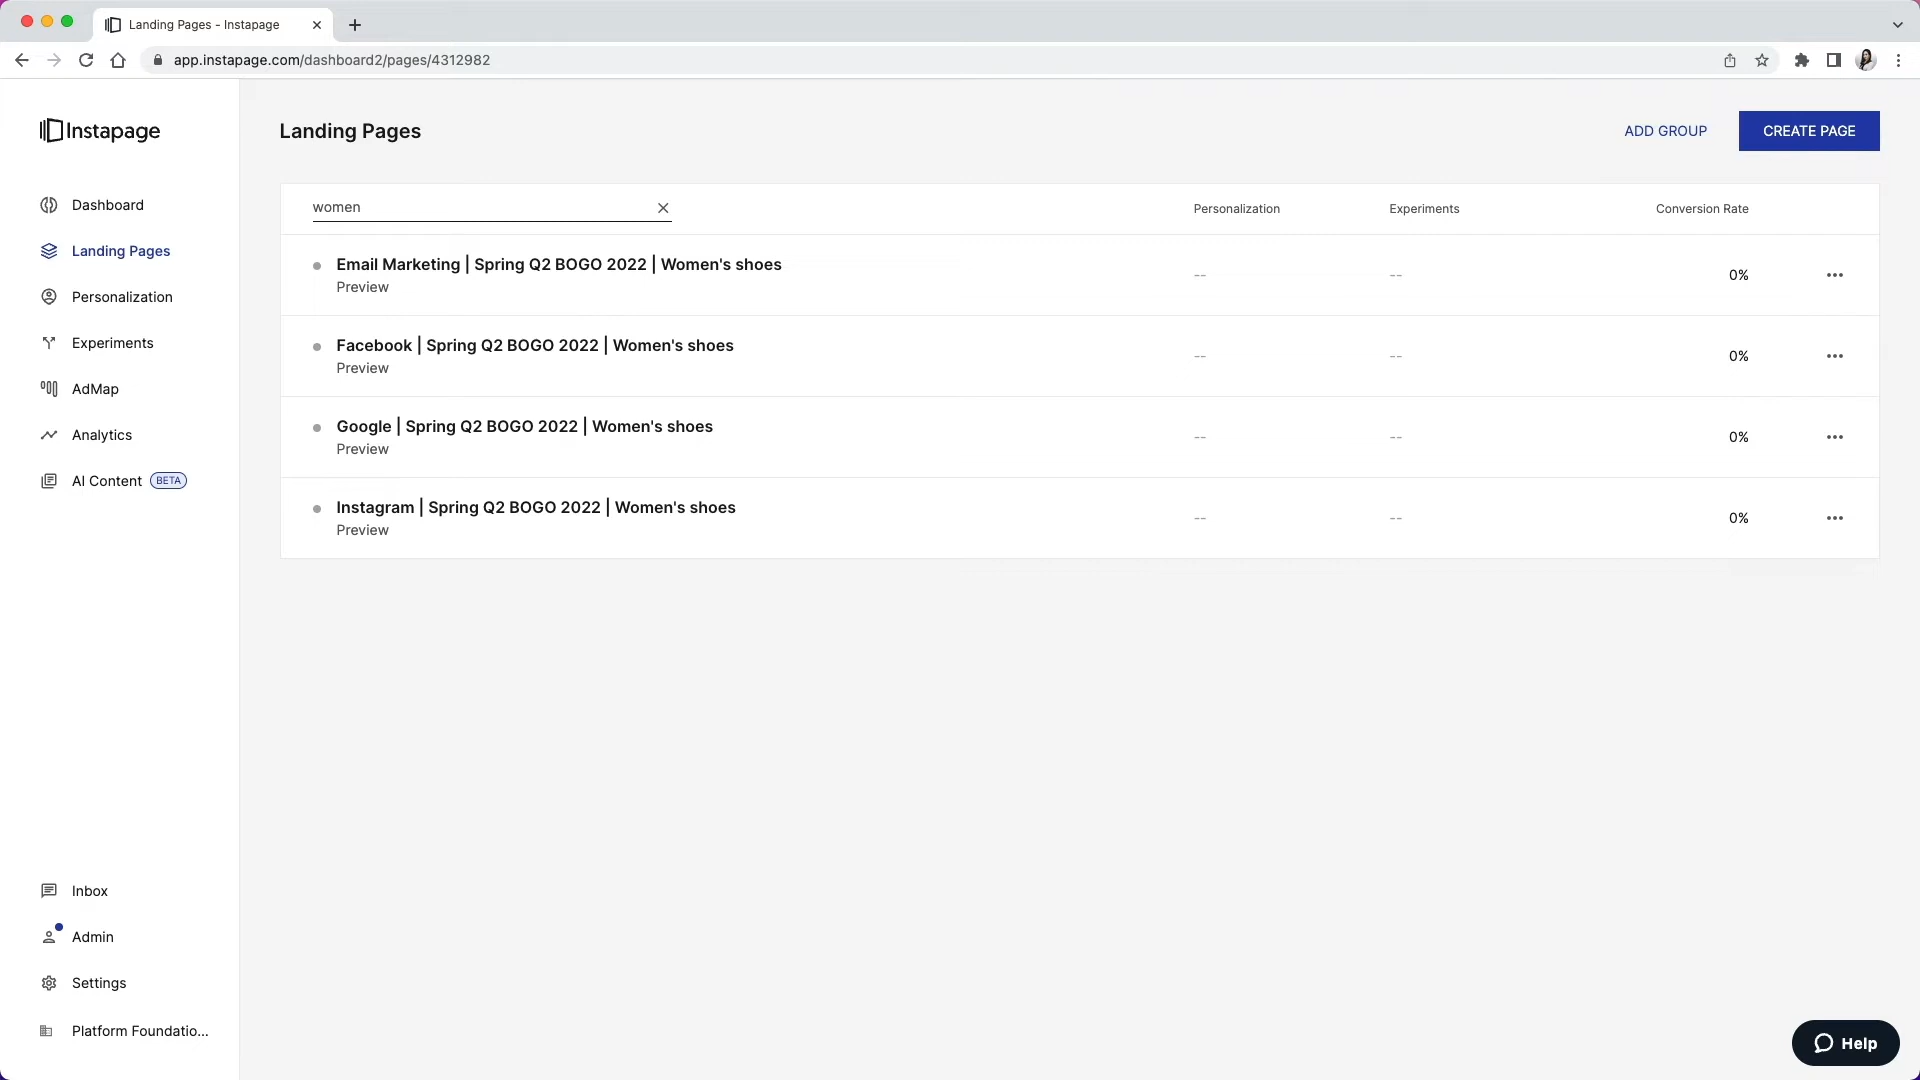 Landing Pages - Instapage
app.instapage.com/dashboard2/pages/4312982
Instapage
Dashboard
Landing Pages
Personalization
Experiments
AdMap
Analytics
AI Content BETA
Inbox
Admin
Settings
Platform Foundatio...
Landing Pages
ADD GROUP
CREATE PAGE
women
Personalization
Experiments
Conversion Rate
Email Marketing | Spring Q2 BOGO 2022 | Women's shoes
Preview
--
--
0%
Facebook | Spring Q2 BOGO 2022 | Women's shoes
Preview
--
--
0%
Google | Spring Q2 BOGO 2022 | Women's shoes
Preview
--
--
0%
Instagram | Spring Q2 BOGO 2022 | Women's shoes
Preview
--
--
0%
Help